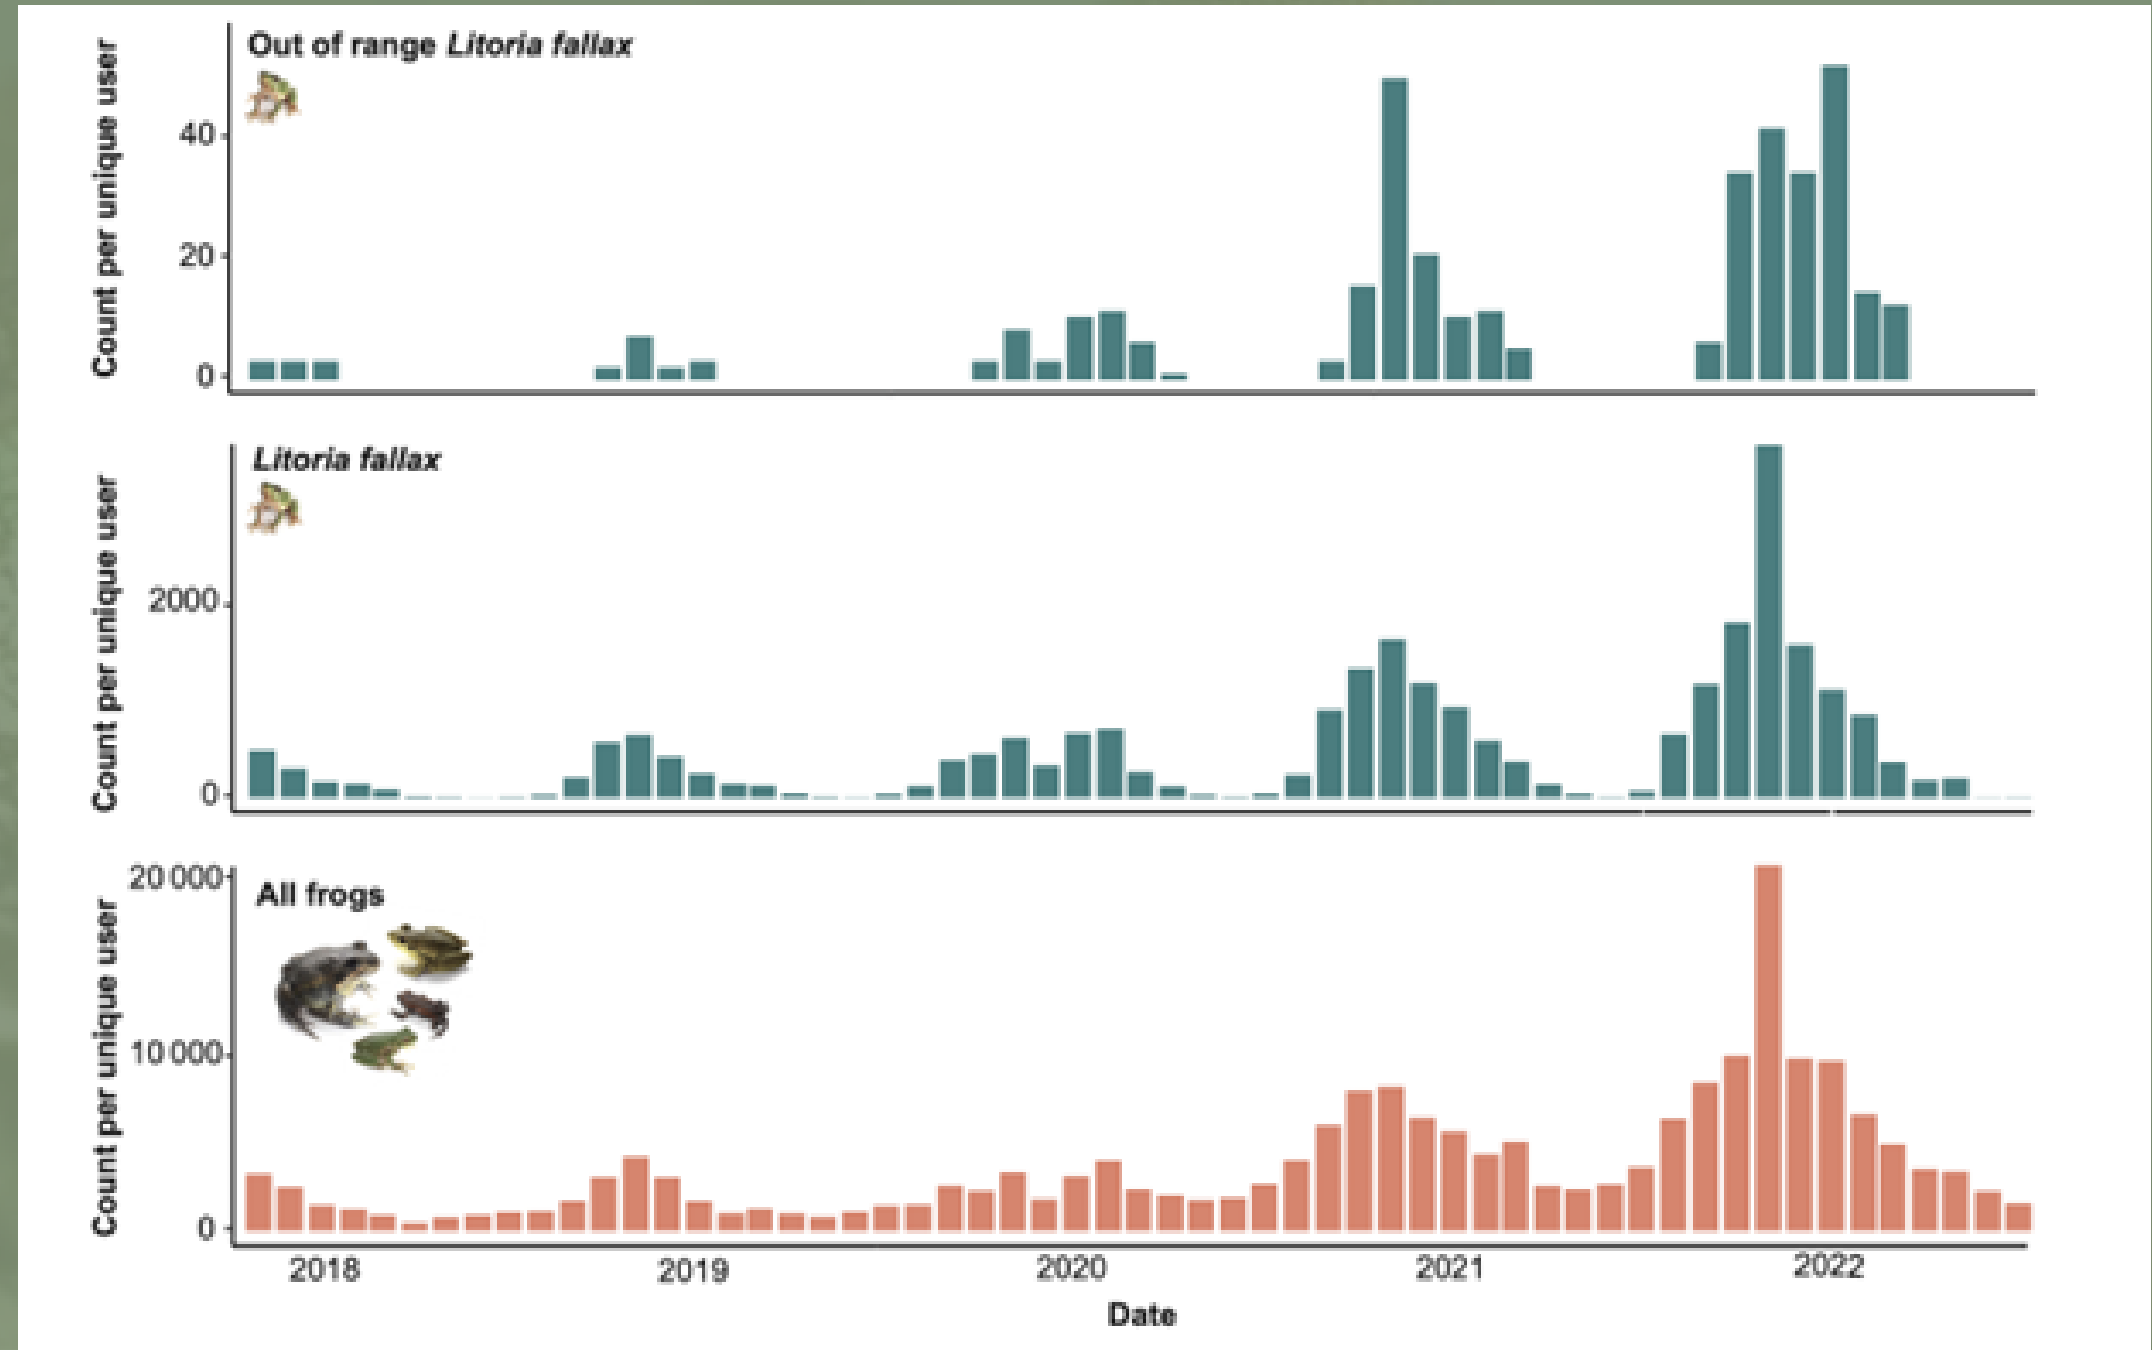 Out of range Litoria fallax
Count per unique user
40
20
0
Litoria fallax
Count per unique user
2000
0
All frogs
Count per unique user
20 000
10 000
0
2018 2019 2020 2021 2022
Date